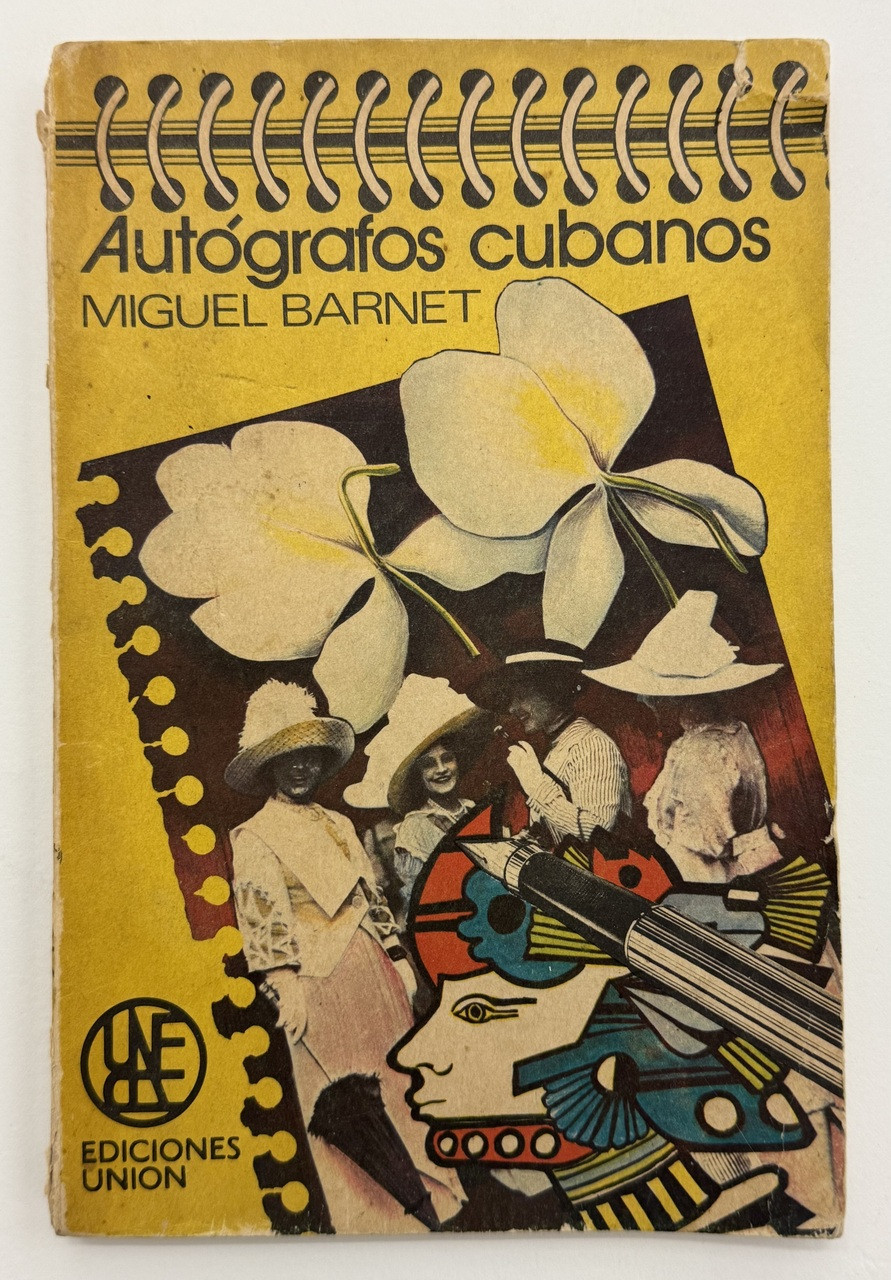 Autógrafos cubanos
MIGUEL BARNET
UNEAC
EDICIONES
UNION